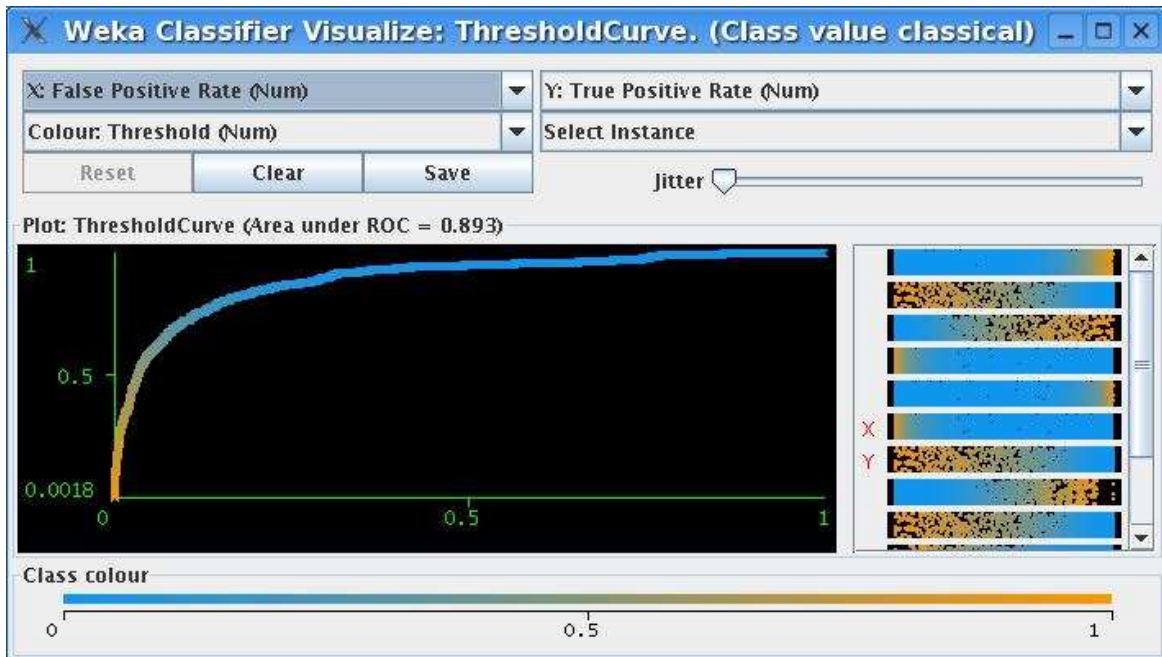 Weka Classifier Visualize: ThresholdCurve. (Class value classical)
X: False Positive Rate (Num)
Y: True Positive Rate (Num)
Colour: Threshold (Num)
Select Instance
Reset
Clear
Save
Jitter
Plot: ThresholdCurve (Area under ROC = 0.893)
1
0.5
0.0018
0
0.5
1
X
Y
Class colour
0
0.5
1